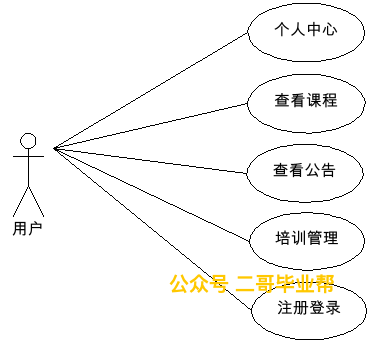 个人中心
查看课程
查看公告
用户
培训管理
公众号 二哥毕业帮
注册登录